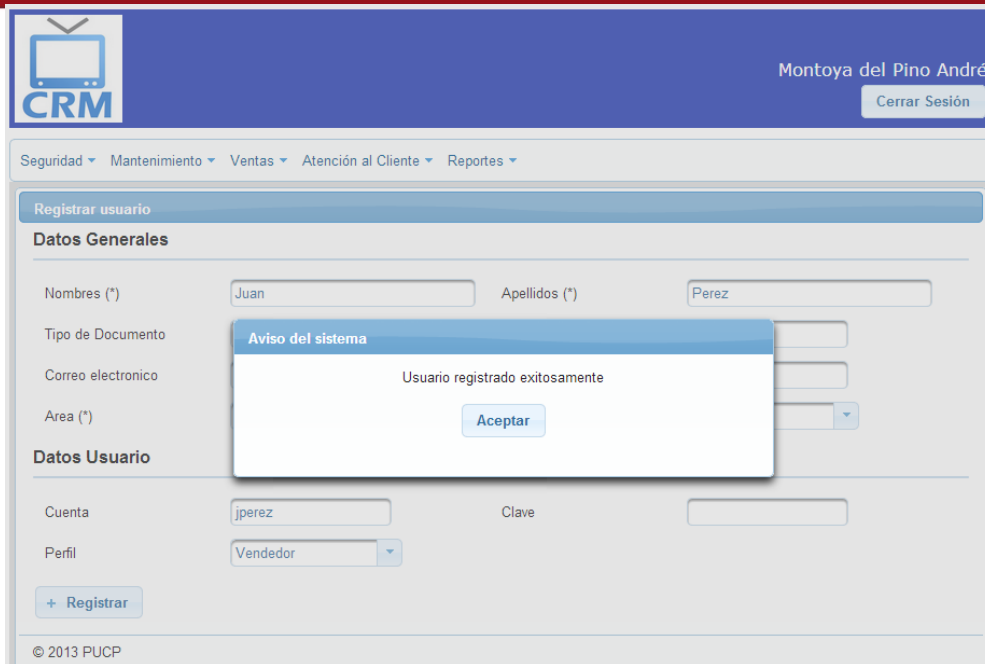 CRM
Montoya del Pino André
Cerrar Sesión
Seguridad Mantenimiento Ventas Atención al Cliente Reportes
Registrar usuario
Datos Generales
Nombres (*) Juan Apellidos (*) Perez
Tipo de Documento
Aviso del sistema
Correo electronico
Usuario registrado exitosamente
Area (*)
Aceptar
Datos Usuario
Cuenta jperez Clave
Perfil Vendedor
+ Registrar
© 2013 PUCP